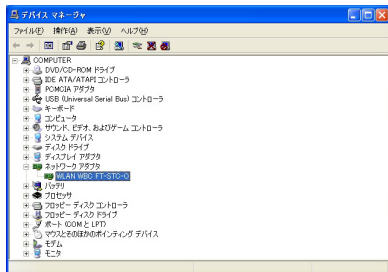 デバイス マネージャ
ファイル(F) 操作(A) 表示(V) ヘルプ(H)
COMPUTER
DVD/CD-ROM ドライブ
IDE ATA/ATAPI コントローラ
PCMCIA アダプタ
USB (Universal Serial Bus) コントローラ
キーボード
コンピュータ
サウンド、ビデオ、およびゲーム コントローラ
システム デバイス
ディスク ドライブ
ディスプレイ アダプタ
ネットワーク アダプタ
WLAN WBC FT-STC-O
バッテリ
プロセッサ
フロッピー ディスク コントローラ
フロッピー ディスク ドライブ
ポート (COM と LPT)
マウスとそのほかのポインティング デバイス
モデム
モニタ